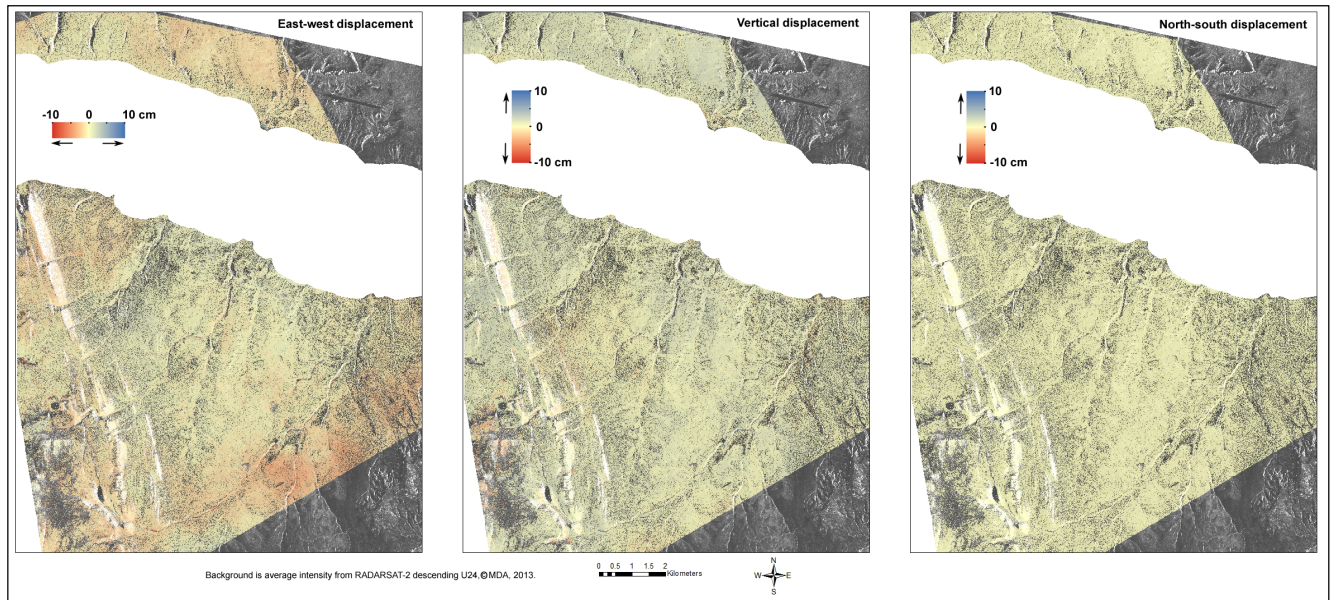 East-west displacement
-10 0 10 cm
Vertical displacement
10
0
-10 cm
North-south displacement
10
0
-10 cm
Background is average intensity from RADARSAT-2 descending U24,©MDA, 2013.
0 0.5 1 1.5 2
Kilometers
N
W E
S